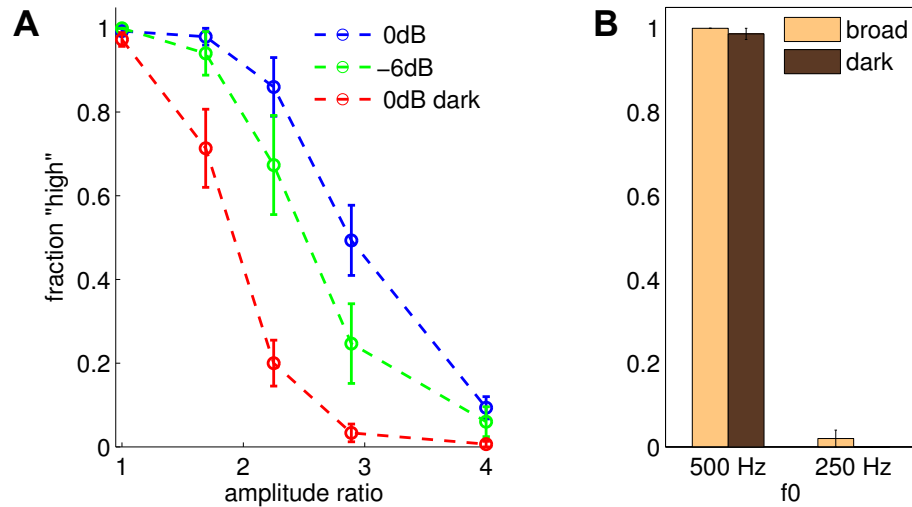 A
0dB
−6dB
0dB dark
fraction "high"
1
0.8
0.6
0.4
0.2
0
1
2
3
4
amplitude ratio
B
broad
dark
1
0.8
0.6
0.4
0.2
0
500 Hz
250 Hz
f0